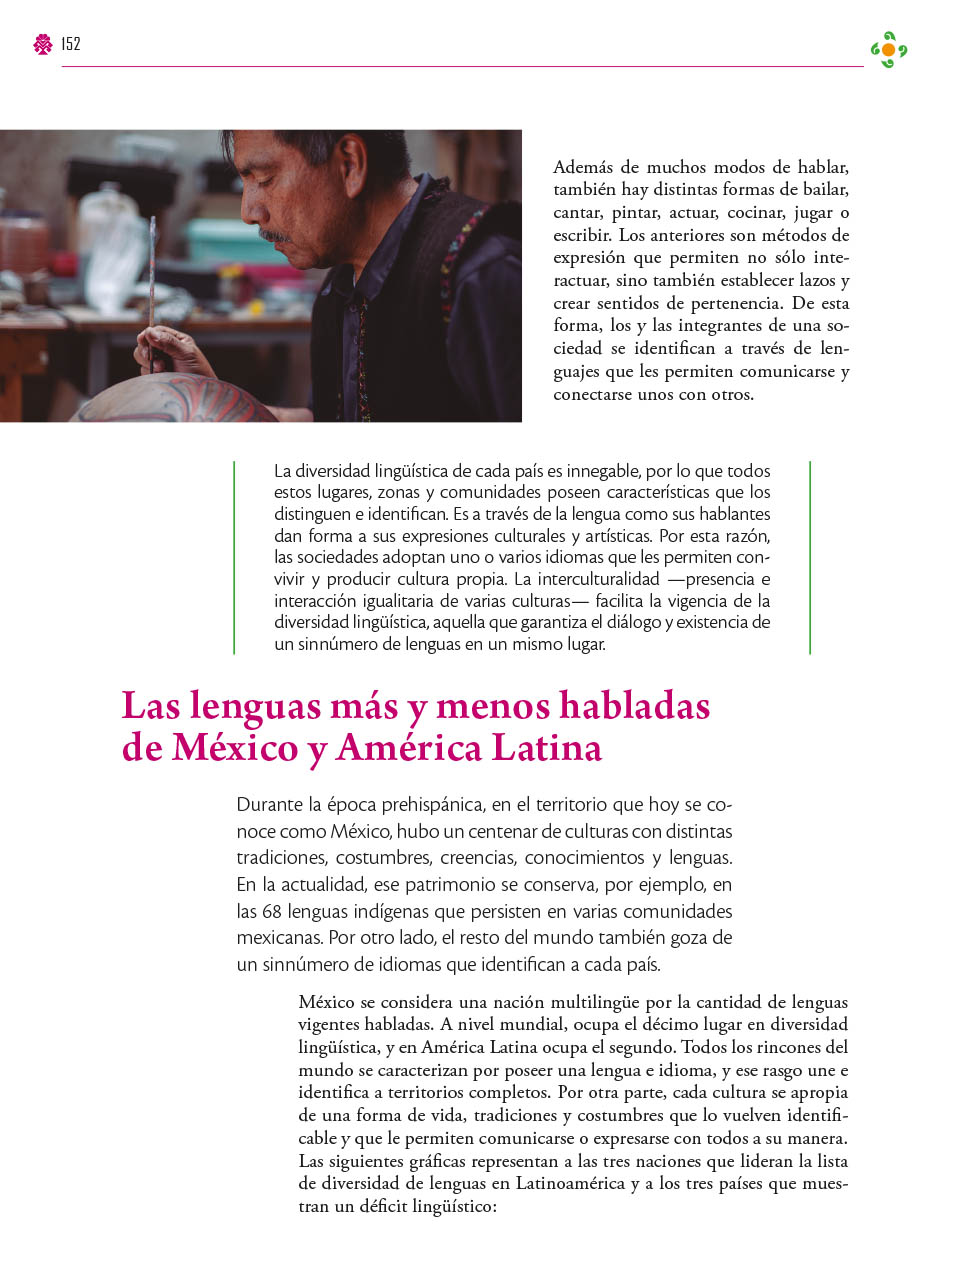 152
Además de muchos modos de hablar,
también hay distintas formas de bailar,
cantar, pintar, actuar, cocinar, jugar o
escribir. Los anteriores son métodos de
expresión que permiten no sólo inte-
ractuar, sino también establecer lazos y
crear sentidos de pertenencia. De esta
forma, los y las integrantes de una so-
ciedad se identifican a través de len-
guajes que les permiten comunicarse y
conectarse unos con otros.
La diversidad lingüística de cada país es innegable, por lo que todos
estos lugares, zonas y comunidades poseen características que los
distinguen e identifican. Es a través de la lengua como sus hablantes
dan forma a sus expresiones culturales y artísticas. Por esta razón,
las sociedades adoptan uno o varios idiomas que les permiten con-
vivir y producir cultura propia. La interculturalidad —presencia e
interacción igualitaria de varias culturas— facilita la vigencia de la
diversidad lingüística, aquella que garantiza el diálogo y existencia de
un sinnúmero de lenguas en un mismo lugar.
Las lenguas más y menos habladas
de México y América Latina
Durante la época prehispánica, en el territorio que hoy se co-
noce como México, hubo un centenar de culturas con distintas
tradiciones, costumbres, creencias, conocimientos y lenguas.
En la actualidad, ese patrimonio se conserva, por ejemplo, en
las 68 lenguas indígenas que persisten en varias comunidades
mexicanas. Por otro lado, el resto del mundo también goza de
un sinnúmero de idiomas que identifican a cada país.
México se considera una nación multilingüe por la cantidad de lenguas
vigentes habladas. A nivel mundial, ocupa el décimo lugar en diversidad
lingüística, y en América Latina ocupa el segundo. Todos los rincones del
mundo se caracterizan por poseer una lengua e idioma, y ese rasgo une e
identifica a territorios completos. Por otra parte, cada cultura se apropia
de una forma de vida, tradiciones y costumbres que lo vuelven identifi-
cable y que le permiten comunicarse o expresarse con todos a su manera.
Las siguientes gráficas representan a las tres naciones que lideran la lista
de diversidad de lenguas en Latinoamérica y a los tres países que mues-
tran un déficit lingüístico: